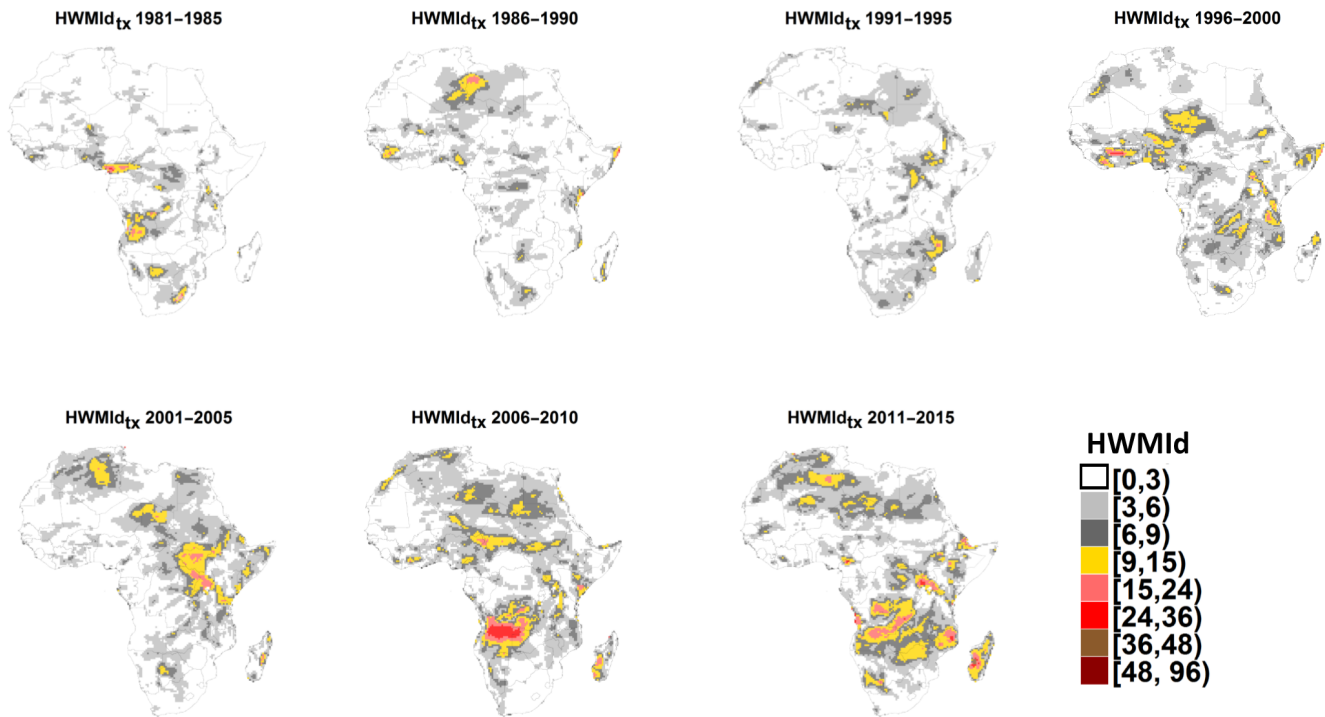 HWMId tx 1981–1985
HWMId tx 1986–1990
HWMId tx 1991–1995
HWMId tx 1996–2000
HWMId tx 2001–2005
HWMId tx 2006–2010
HWMId tx 2011–2015
HWMId
[0,3)
[3,6)
[6,9)
[9,15)
[15,24)
[24,36)
[36,48)
[48, 96)